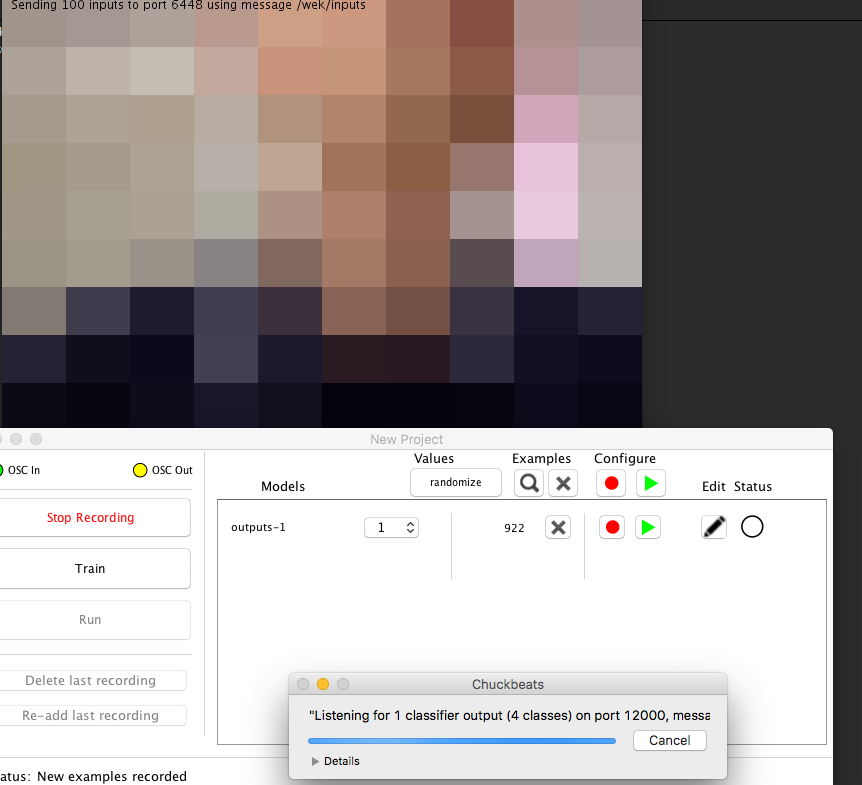 Sending 100 inputs to port 6448 using message /wek/inputs
New Project
OSC In
OSC Out
Values
Examples
Configure
randomize
Models
Edit Status
Stop Recording
outputs-1
1
922
Train
Run
Delete last recording
Re-add last recording
Chuckbeats
"Listening for 1 classifier output (4 classes) on port 12000, messa
Cancel
Details
atus: New examples recorded